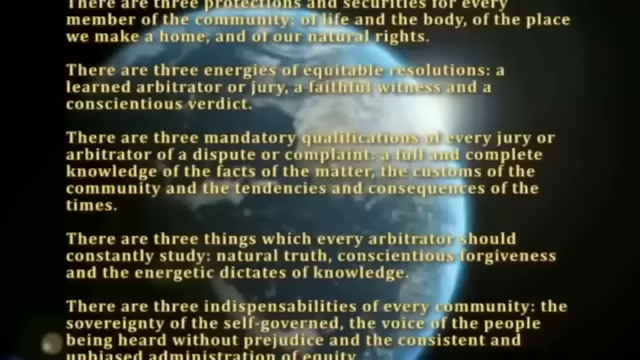 There are three protections and securities for every
member of the community: of life and the body, of the place
we make a home, and of our natural rights.
There are three energies of equitable resolutions: a
learned arbitrator or jury, a faithful witness and a
conscientious verdict.
There are three mandatory qualifications of every jury or
arbitrator of a dispute or complaint: a full and complete
knowledge of the facts of the matter, the customs of the
community and the tendencies and consequences of the
times.
There are three things which every arbitrator should
constantly study: natural truth, conscientious forgiveness
and the energetic dictates of knowledge.
There are three indispensabilities of every community: the
sovereignty of the self-governed, the voice of the people
being heard without prejudice and the consistent and
unbiased administration of equity